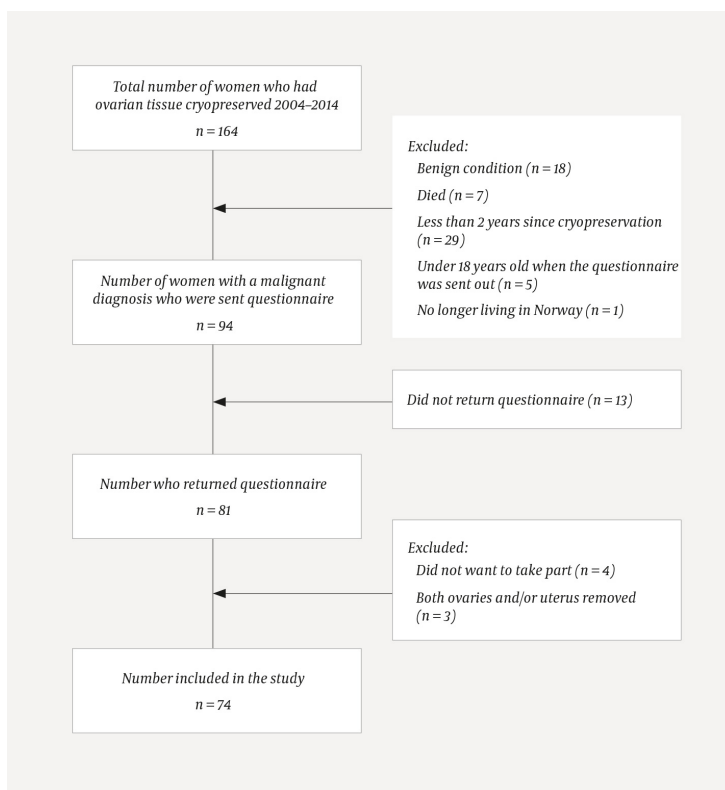 Total number of women who had
ovarian tissue cryopreserved 2004–2014
n = 164
Excluded:
Benign condition (n = 18)
Died (n = 7)
Less than 2 years since cryopreservation
(n = 29)
Under 18 years old when the questionnaire
was sent out (n = 5)
No longer living in Norway (n = 1)
Number of women with a malignant
diagnosis who were sent questionnaire
n = 94
Did not return questionnaire (n = 13)
Number who returned questionnaire
n = 81
Excluded:
Did not want to take part (n = 4)
Both ovaries and/or uterus removed
(n = 3)
Number included in the study
n = 74